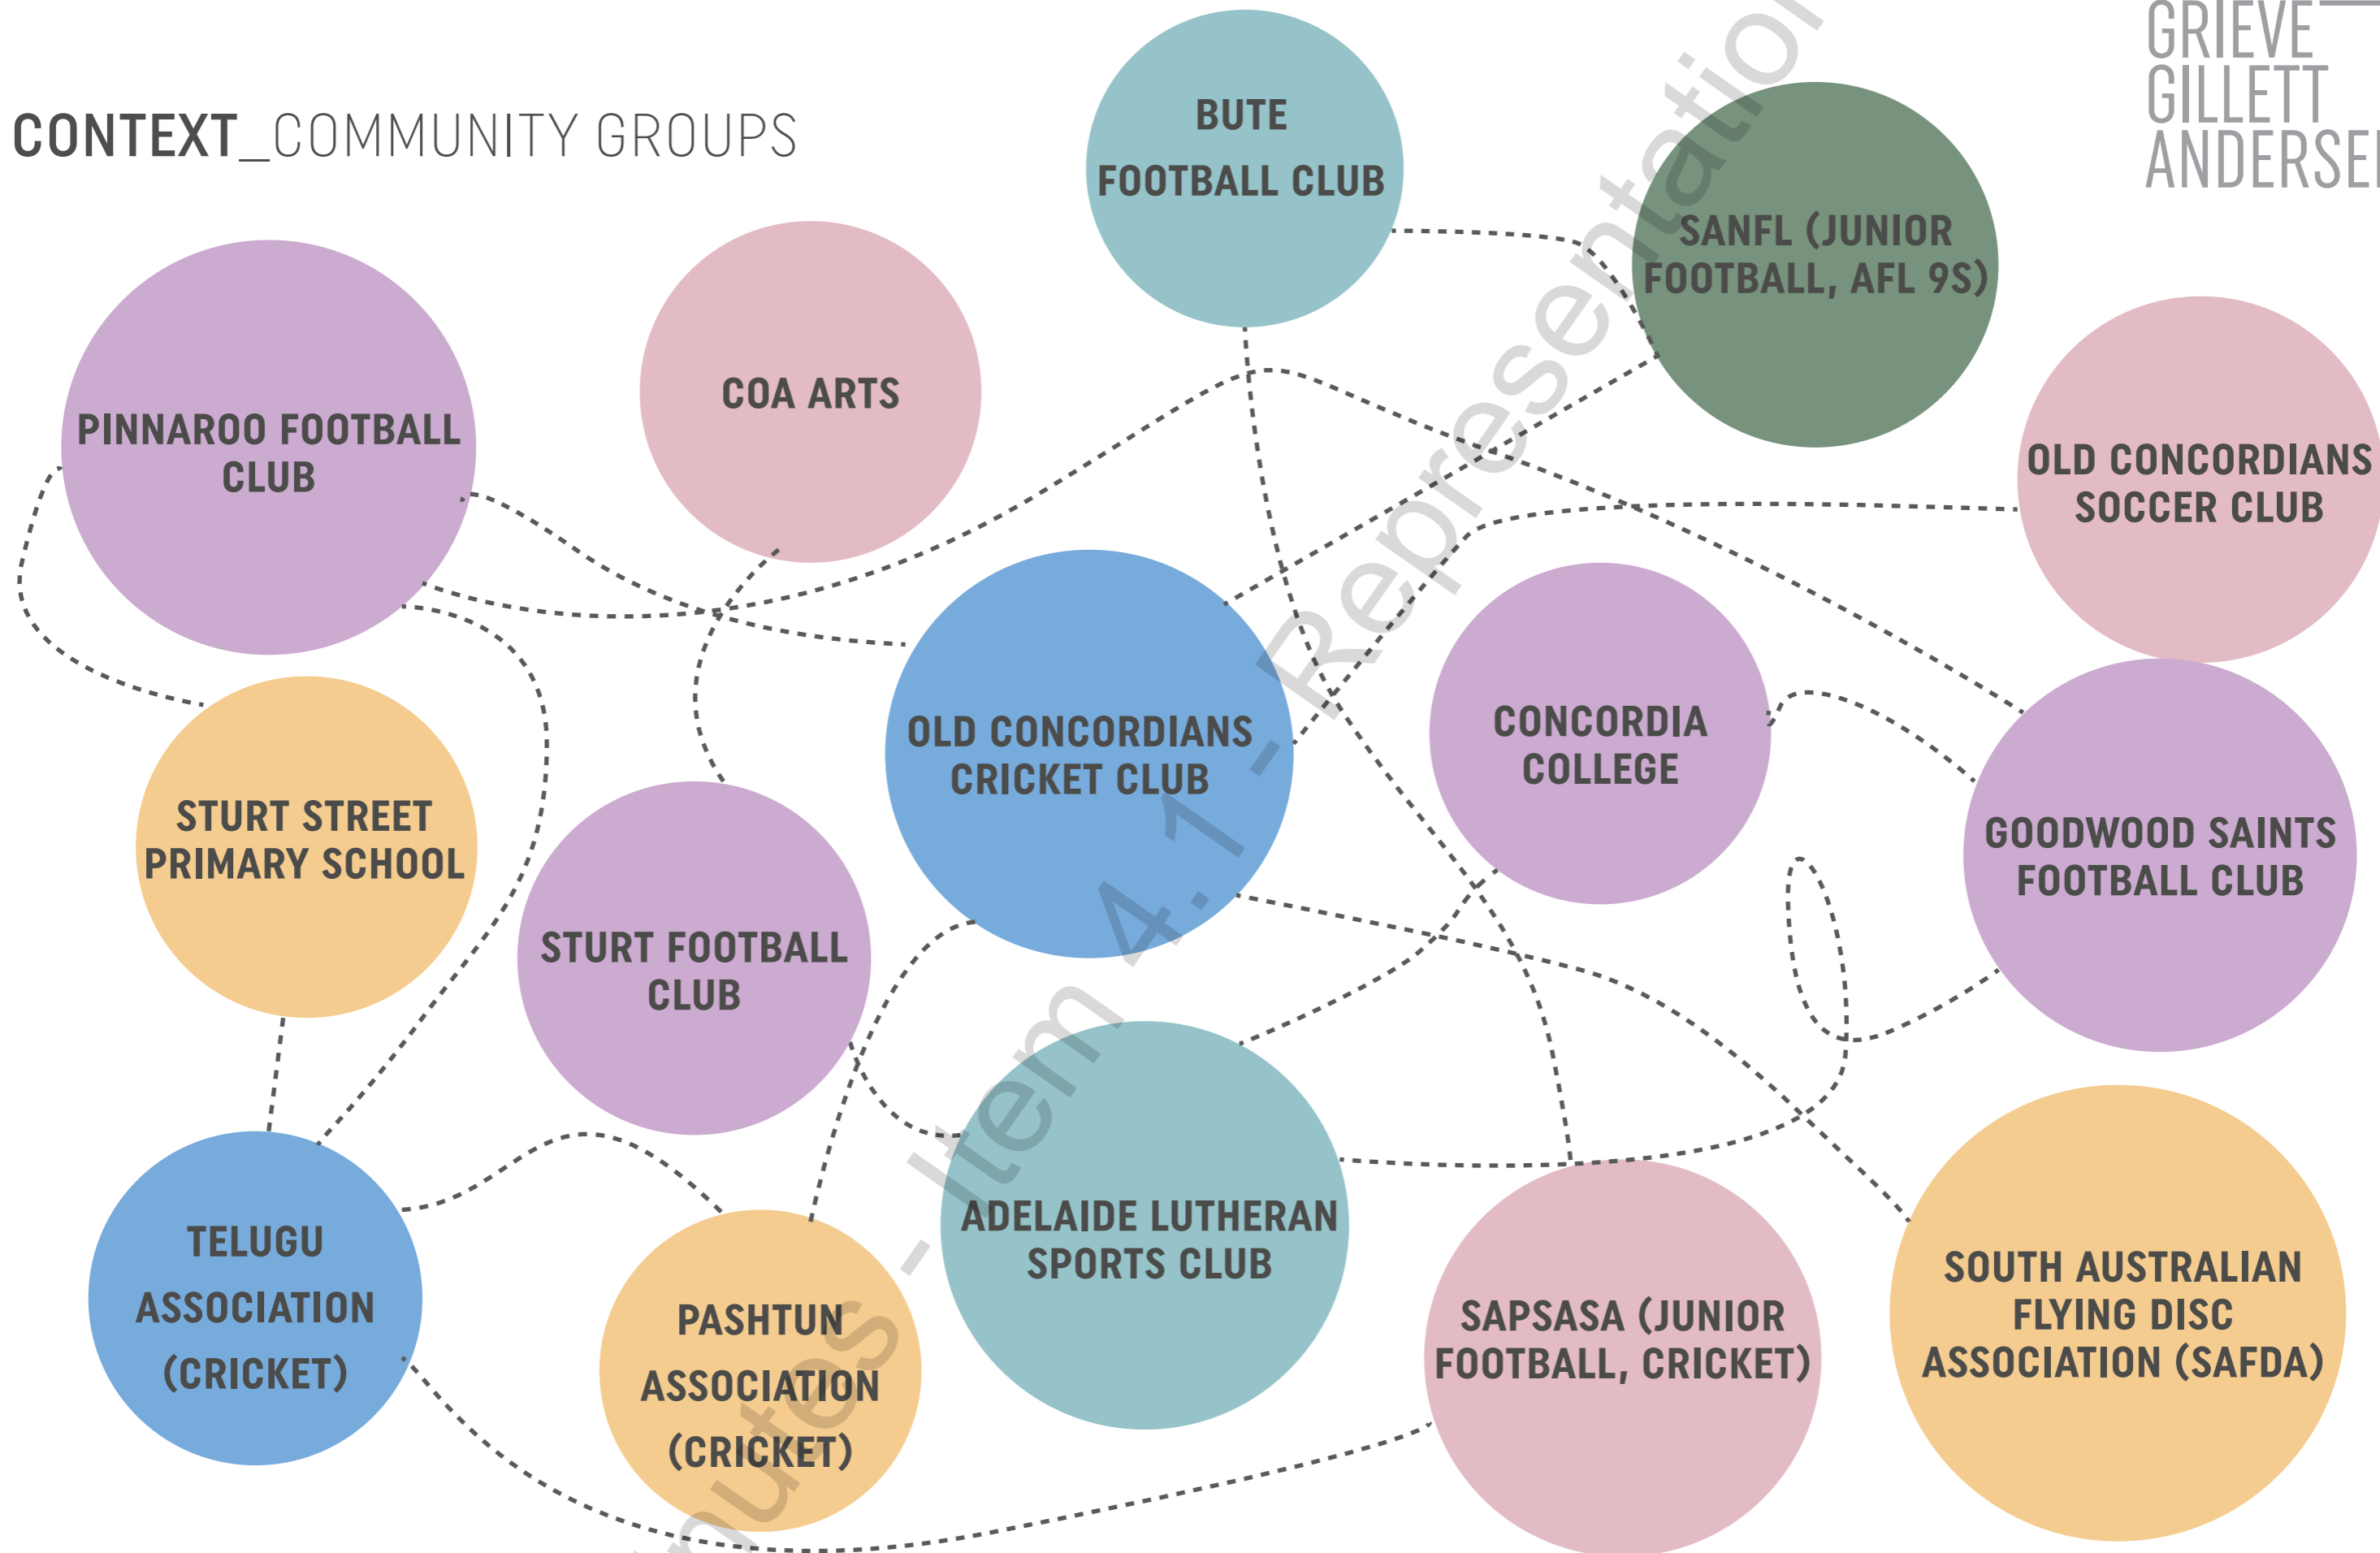 CONTEXT_COMMUNITY GROUPS
GRIEVE
GILLETT
BUTE
FOOTBALL CLUB
SANFL (JUNIOR
FOOTBALL, AFL 9S)
COA ARTS
PINNAROO FOOTBALL
CLUB
OLD CONCORDIANS
SOCCER CLUB
OLD CONCORDIANS
CRICKET CLUB
CONCORDIA
COLLEGE
STURT STREET
PRIMARY SCHOOL
GOODWOOD SAINTS
FOOTBALL CLUB
STURT FOOTBALL
CLUB
ADELAIDE LUTHERAN
SPORTS CLUB
TELUGU
ASSOCIATION
(CRICKET)
PASHTUN
ASSOCIATION
(CRICKET)
SAPSASA (JUNIOR
FOOTBALL, CRICKET)
SOUTH AUSTRALIAN
FLYING DISC
ASSOCIATION (SAFDA)
- Item 4.1 - Representation